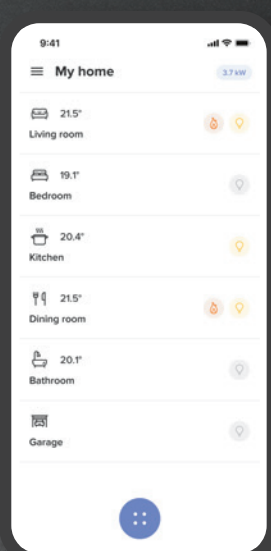 9:41
My home
3.7 kW
21.5°
Living room
19.1°
Bedroom
20.4°
Kitchen
21.5°
Dining room
20.1°
Bathroom
Garage